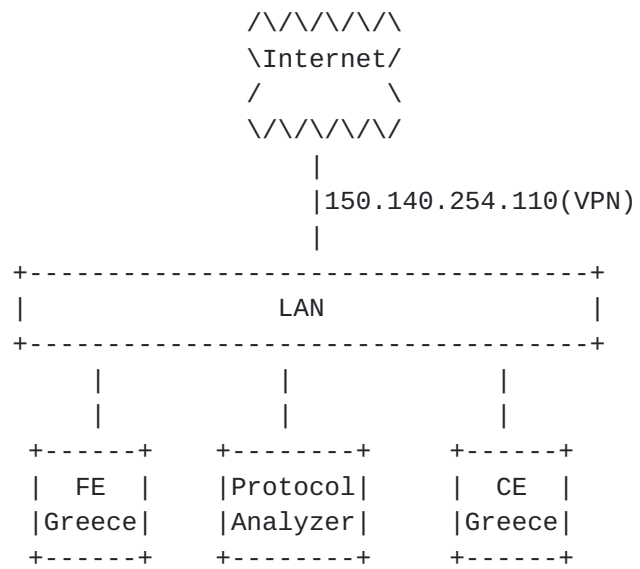 /\/\/\/\/\
\Internet/
/        \
\/\/\/\/\/
|
|150.140.254.110(VPN)
|
+------------------------------------+
|                LAN                 |
+------------------------------------+
|           |             |
|           |             |
+------+    +--------+     +------+
|  FE  |    |Protocol|     |  CE  |
|Greece|    |Analyzer|     |Greece|
+------+    +--------+     +------+